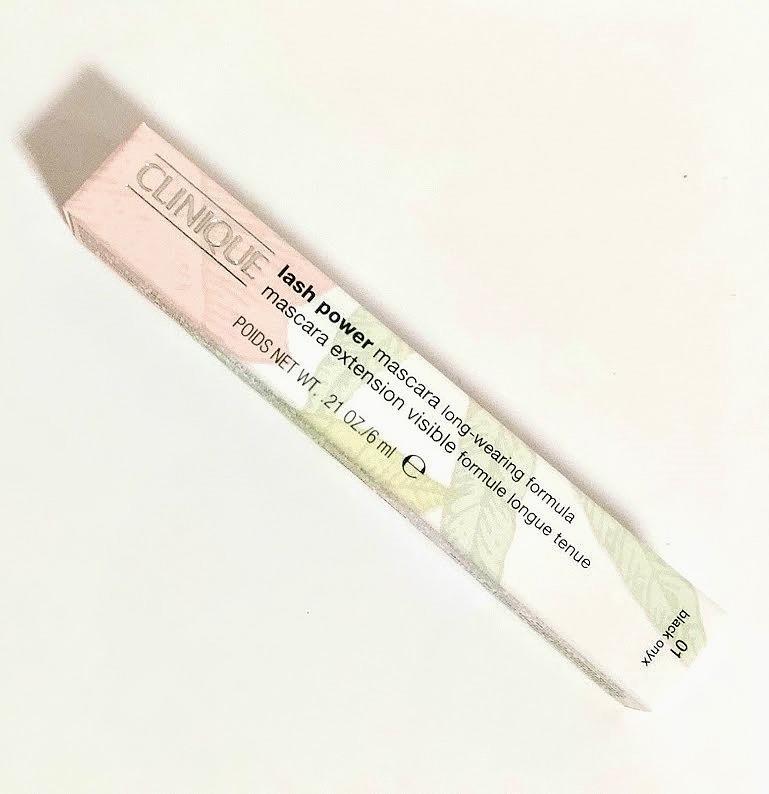 CLINIQUE
lash power mascara long-wearing formula
mascara extension visible formule longue tenue
POIDS NET WT. .21 OZ./6 ml ℮
01
black onyx